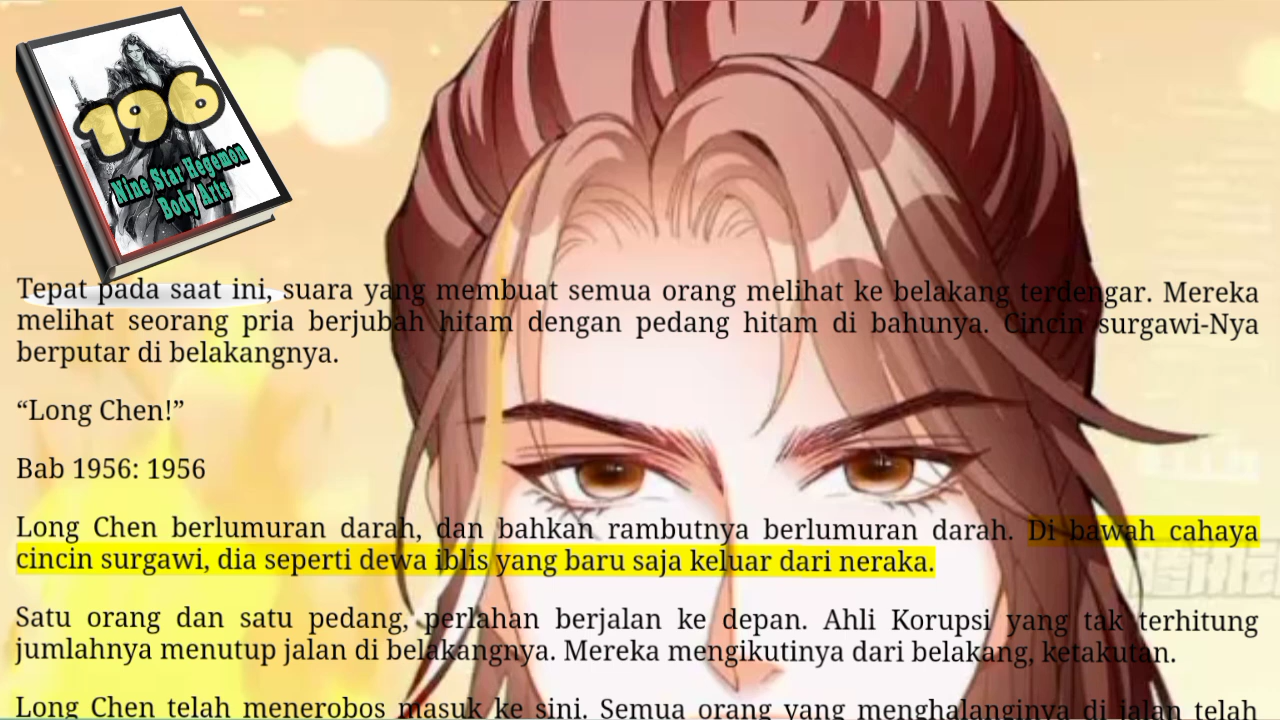 196
Nine Star Hegemon
Body Arts
Tepat pada saat ini, suara yang membuat semua orang melihat ke belakang terdengar. Mereka
melihat seorang pria berjubah hitam dengan pedang hitam di bahunya. Cincin surgawi-Nya
berputar di belakangnya.
“Long Chen!”
Bab 1956: 1956
Long Chen berlumuran darah, dan bahkan rambutnya berlumuran darah. Di bawah cahaya
cincin surgawi, dia seperti dewa iblis yang baru saja keluar dari neraka.
Satu orang dan satu pedang, perlahan berjalan ke depan. Ahli Korupsi yang tak terhitung
jumlahnya menutup jalan di belakangnya. Mereka mengikutinya dari belakang, ketakutan.
Long Chen telah menerobos masuk ke sini. Semua orang yang menghalanginya di jalan telah